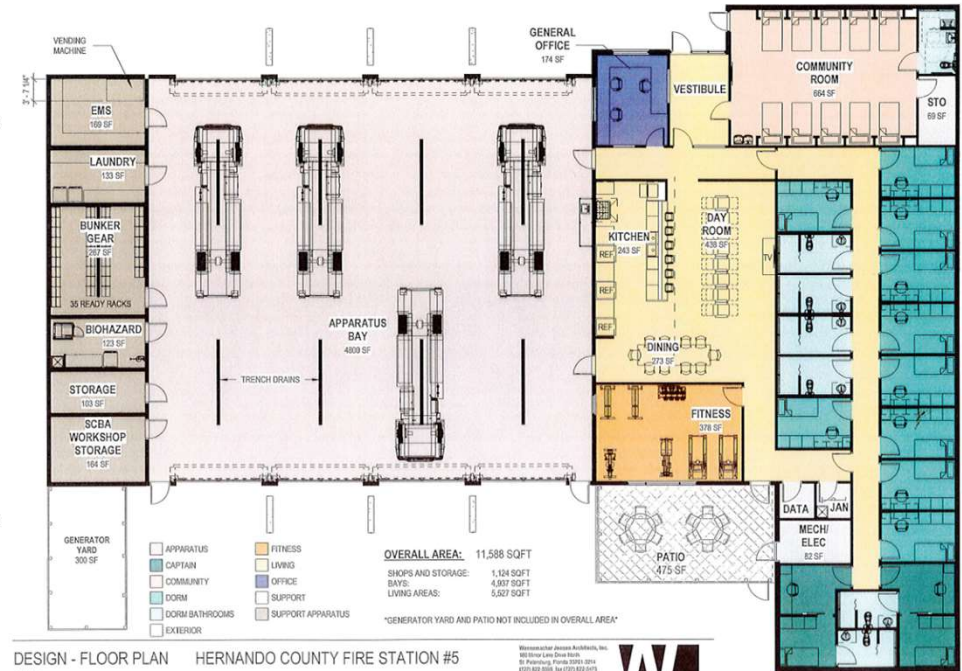 VENDING
MACHINE
3'- 7 1/4"
EMS
169 SF
LAUNDRY
133 SF
BUNKER
GEAR
267 SF
35 READY RACKS
BIOHAZARD
123 SF
STORAGE
103 SF
SCBA
WORKSHOP
STORAGE
164 SF
GENERATOR
YARD
300 SF
TRENCH DRAINS
APPARATUS
BAY
4809 SF
GENERAL
OFFICE
174 SF
VESTIBULE
COMMUNITY
ROOM
664 SF
STO
69 SF
KITCHEN
243 SF
REF
REF
REF
DAY
ROOM
438 SF
TV
DINING
273 SF
FITNESS
378 SF
PATIO
475 SF
DATA
JAN
MECH/
ELEC
82 SF
APPARATUS
CAPTAIN
COMMUNITY
DORM
DORM BATHROOMS
EXTERIOR
FITNESS
LIVING
OFFICE
SUPPORT
SUPPORT APPARATUS
OVERALL AREA: 11,588 SQFT
SHOPS AND STORAGE: 1,124 SQFT
BAYS: 4,937 SQFT
LIVING AREAS: 5,527 SQFT
*GENERATOR YARD AND PATIO NOT INCLUDED IN OVERALL AREA*
DESIGN - FLOOR PLAN HERNANDO COUNTY FIRE STATION #5